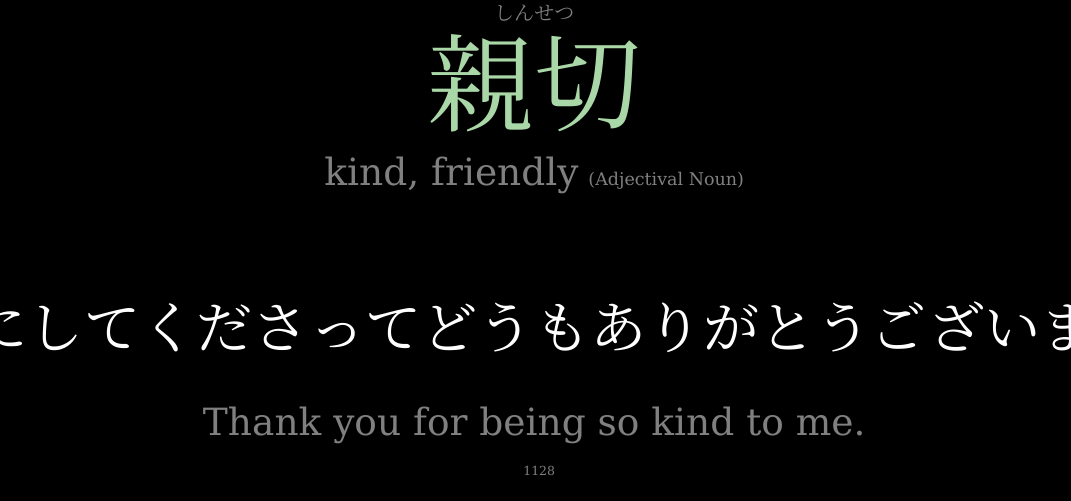 しんせつ
親切
kind, friendly (Adjectival Noun)
にしてくださってどうもありがとうございま
Thank you for being so kind to me.
1128